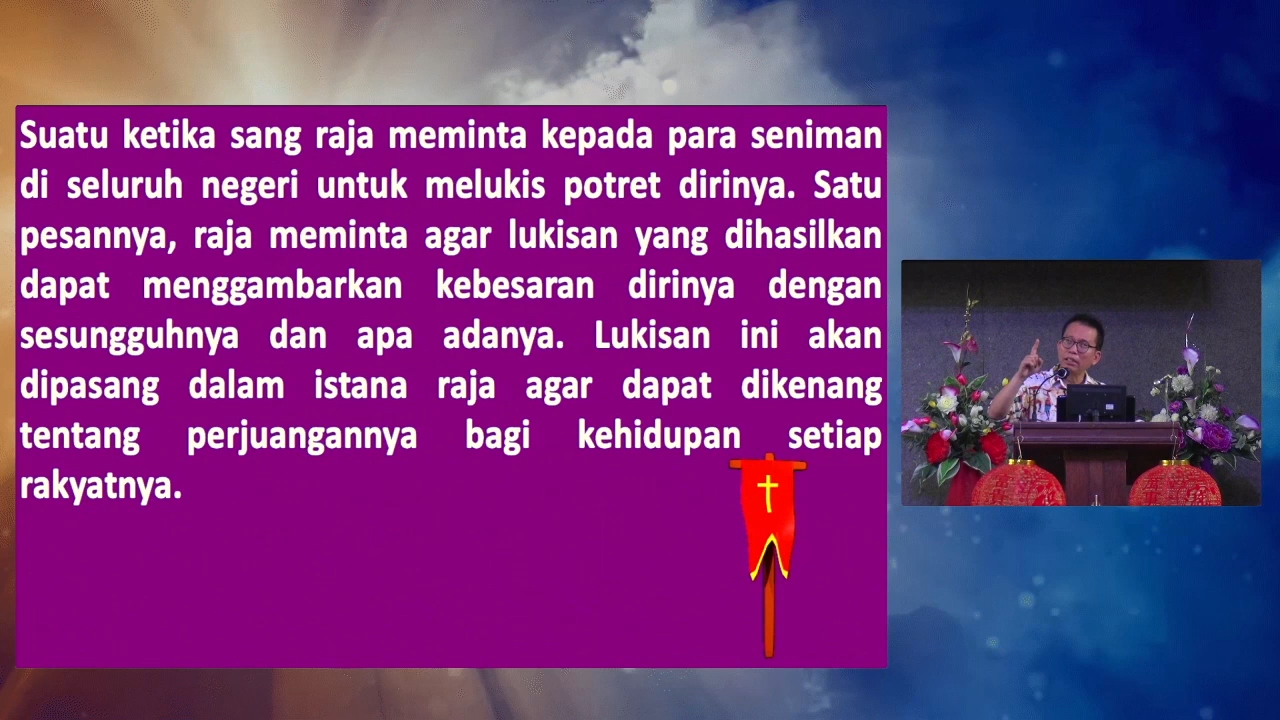 Suatu ketika sang raja meminta kepada para seniman
di seluruh negeri untuk melukis potret dirinya. Satu
pesannya, raja meminta agar lukisan yang dihasilkan
dapat menggambarkan kebesaran dirinya dengan
sesungguhnya dan apa adanya. Lukisan ini akan
dipasang dalam istana raja agar dapat dikenang
tentang perjuangannya bagi kehidupan setiap
rakyatnya.